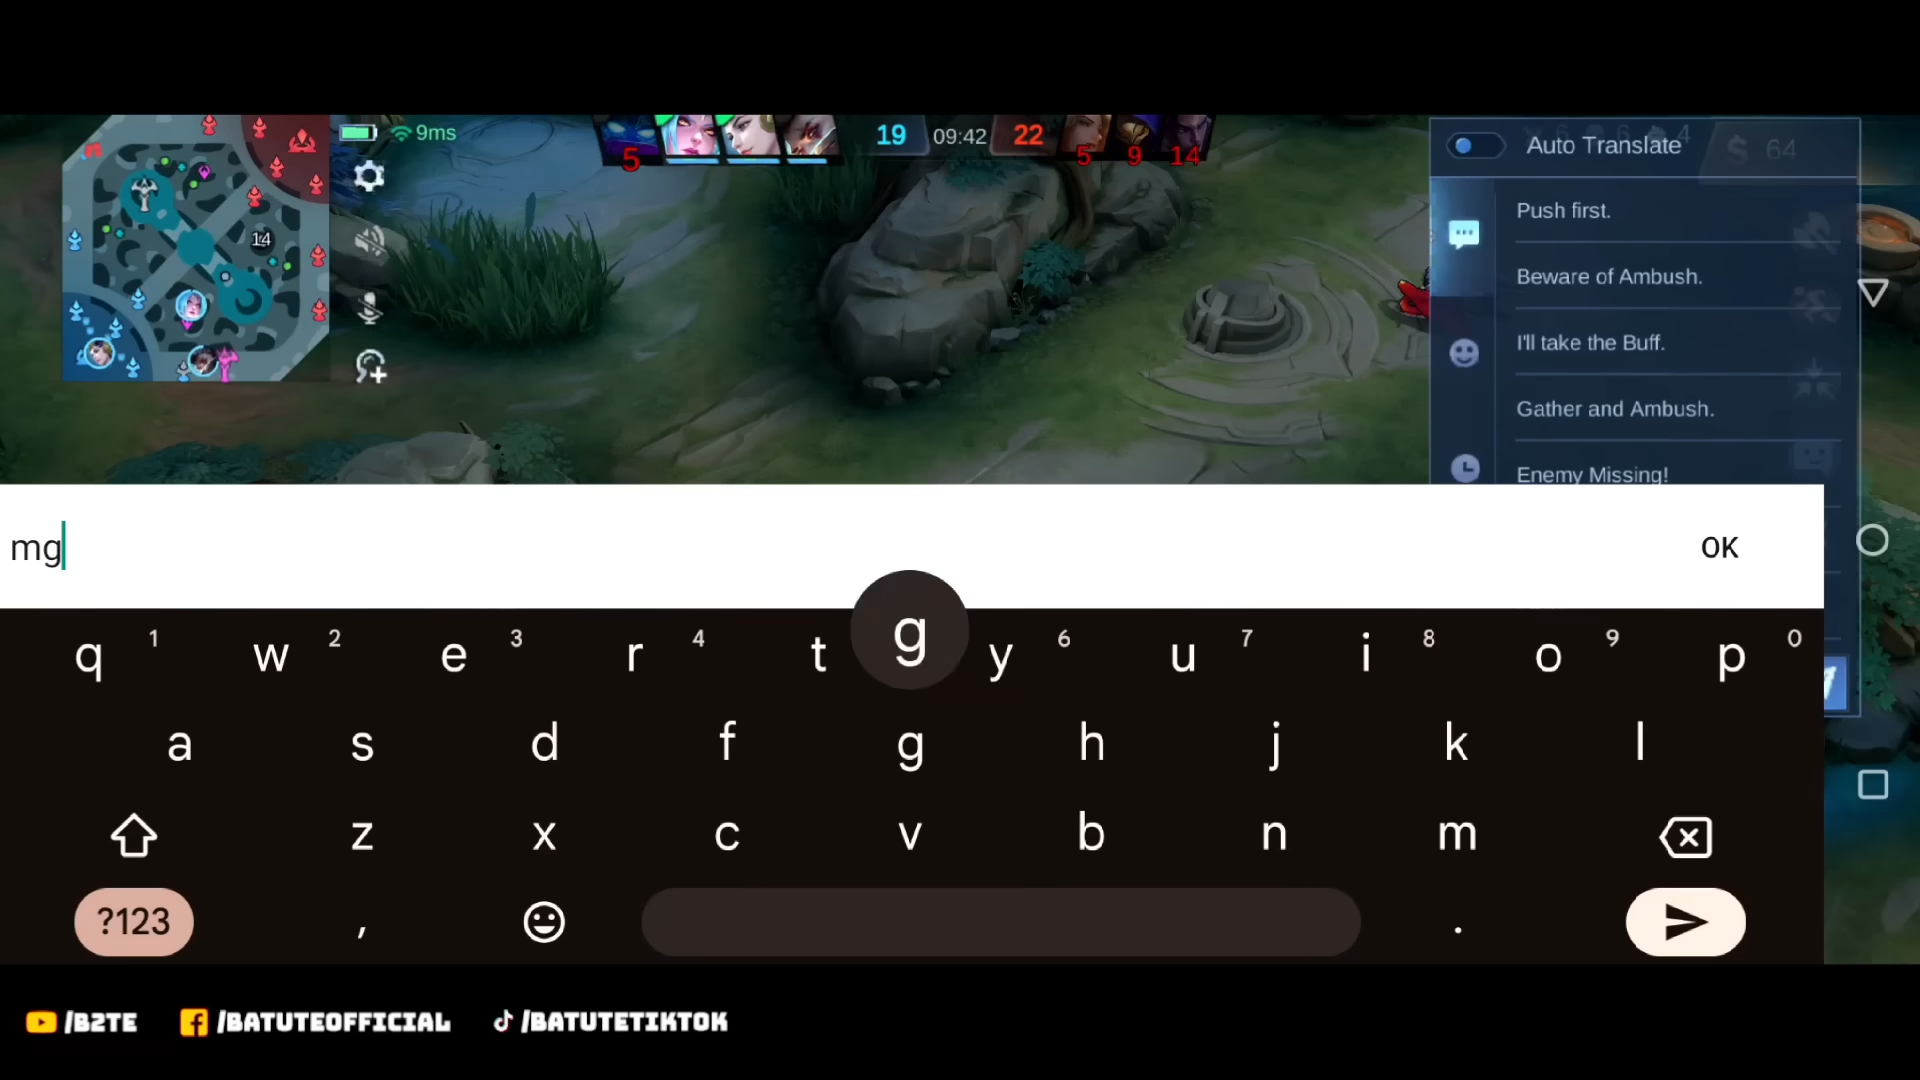 9ms
5
19
09:42
22
5
9
14
14
Auto Translate
64
Push first.
Beware of Ambush.
I'll take the Buff.
Gather and Ambush.
Enemy Missing!
mg
OK
g
q 1 w 2 e 3 r 4 t y 6 u 7 i 8 o 9 p 0
a s d f g h j k l
z x c v b n m
?123 , .
/B2TE /BATUTEOFFICIAL /BATUTETIKTOK